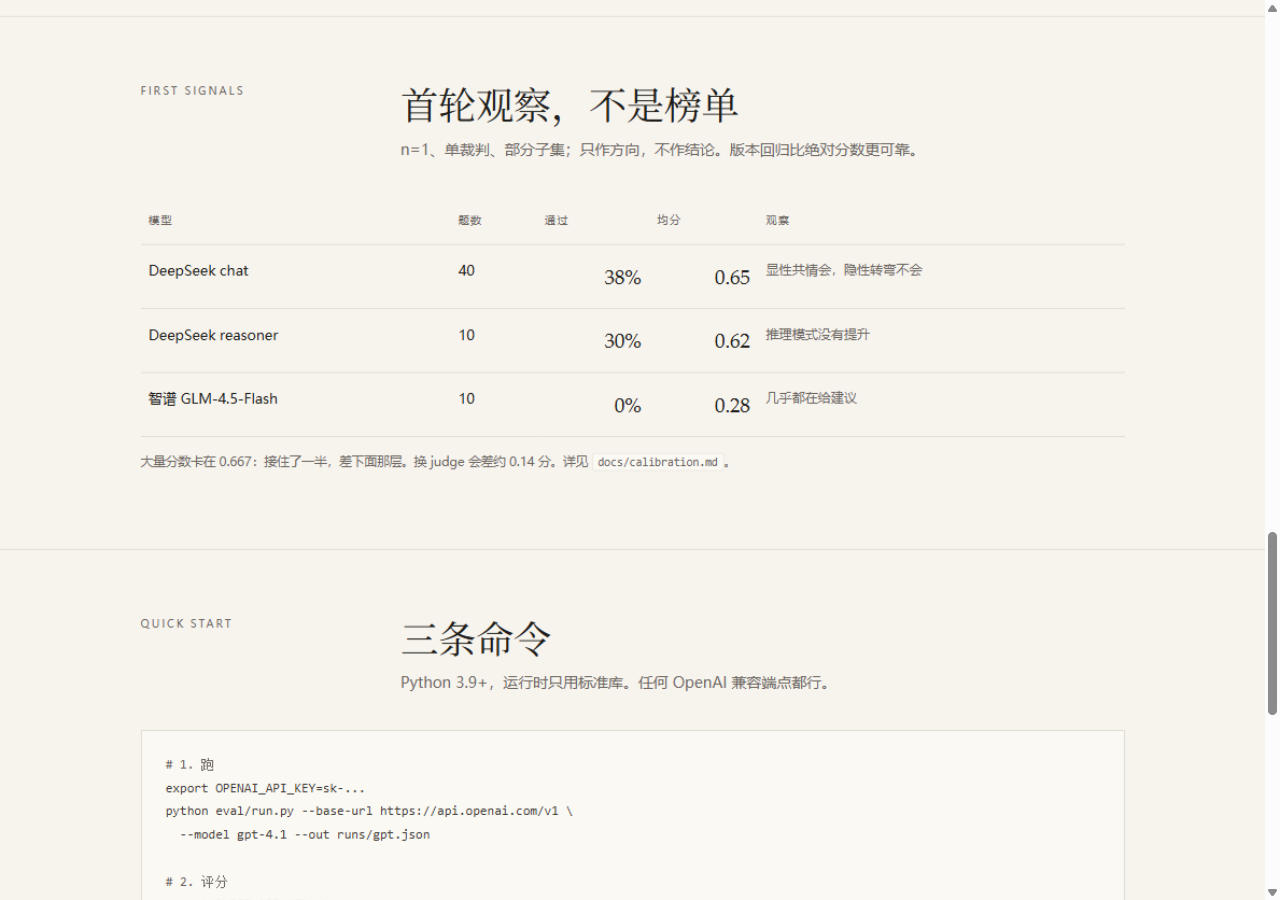 FIRST SIGNALS
首轮观察，不是榜单
n=1、单裁判、部分子集；只作方向，不作结论。版本回归比绝对分数更可靠。
模型 题数 通过 均分 观察
DeepSeek chat 40 38% 0.65 显性共情会，隐性转弯不会
DeepSeek reasoner 10 30% 0.62 推理模式没有提升
智谱 GLM-4.5-Flash 10 0% 0.28 几乎都在给建议
大量分数卡在 0.667：接住了一半，差下面那层。换 judge 会差约 0.14 分。详见 docs/calibration.md 。
QUICK START
三条命令
Python 3.9+，运行时只用标准库。任何 OpenAI 兼容端点都行。
# 1. 跑
export OPENAI_API_KEY=sk-...
python eval/run.py --base-url https://api.openai.com/v1 \
--model gpt-4.1 --out runs/gpt.json
# 2. 评分